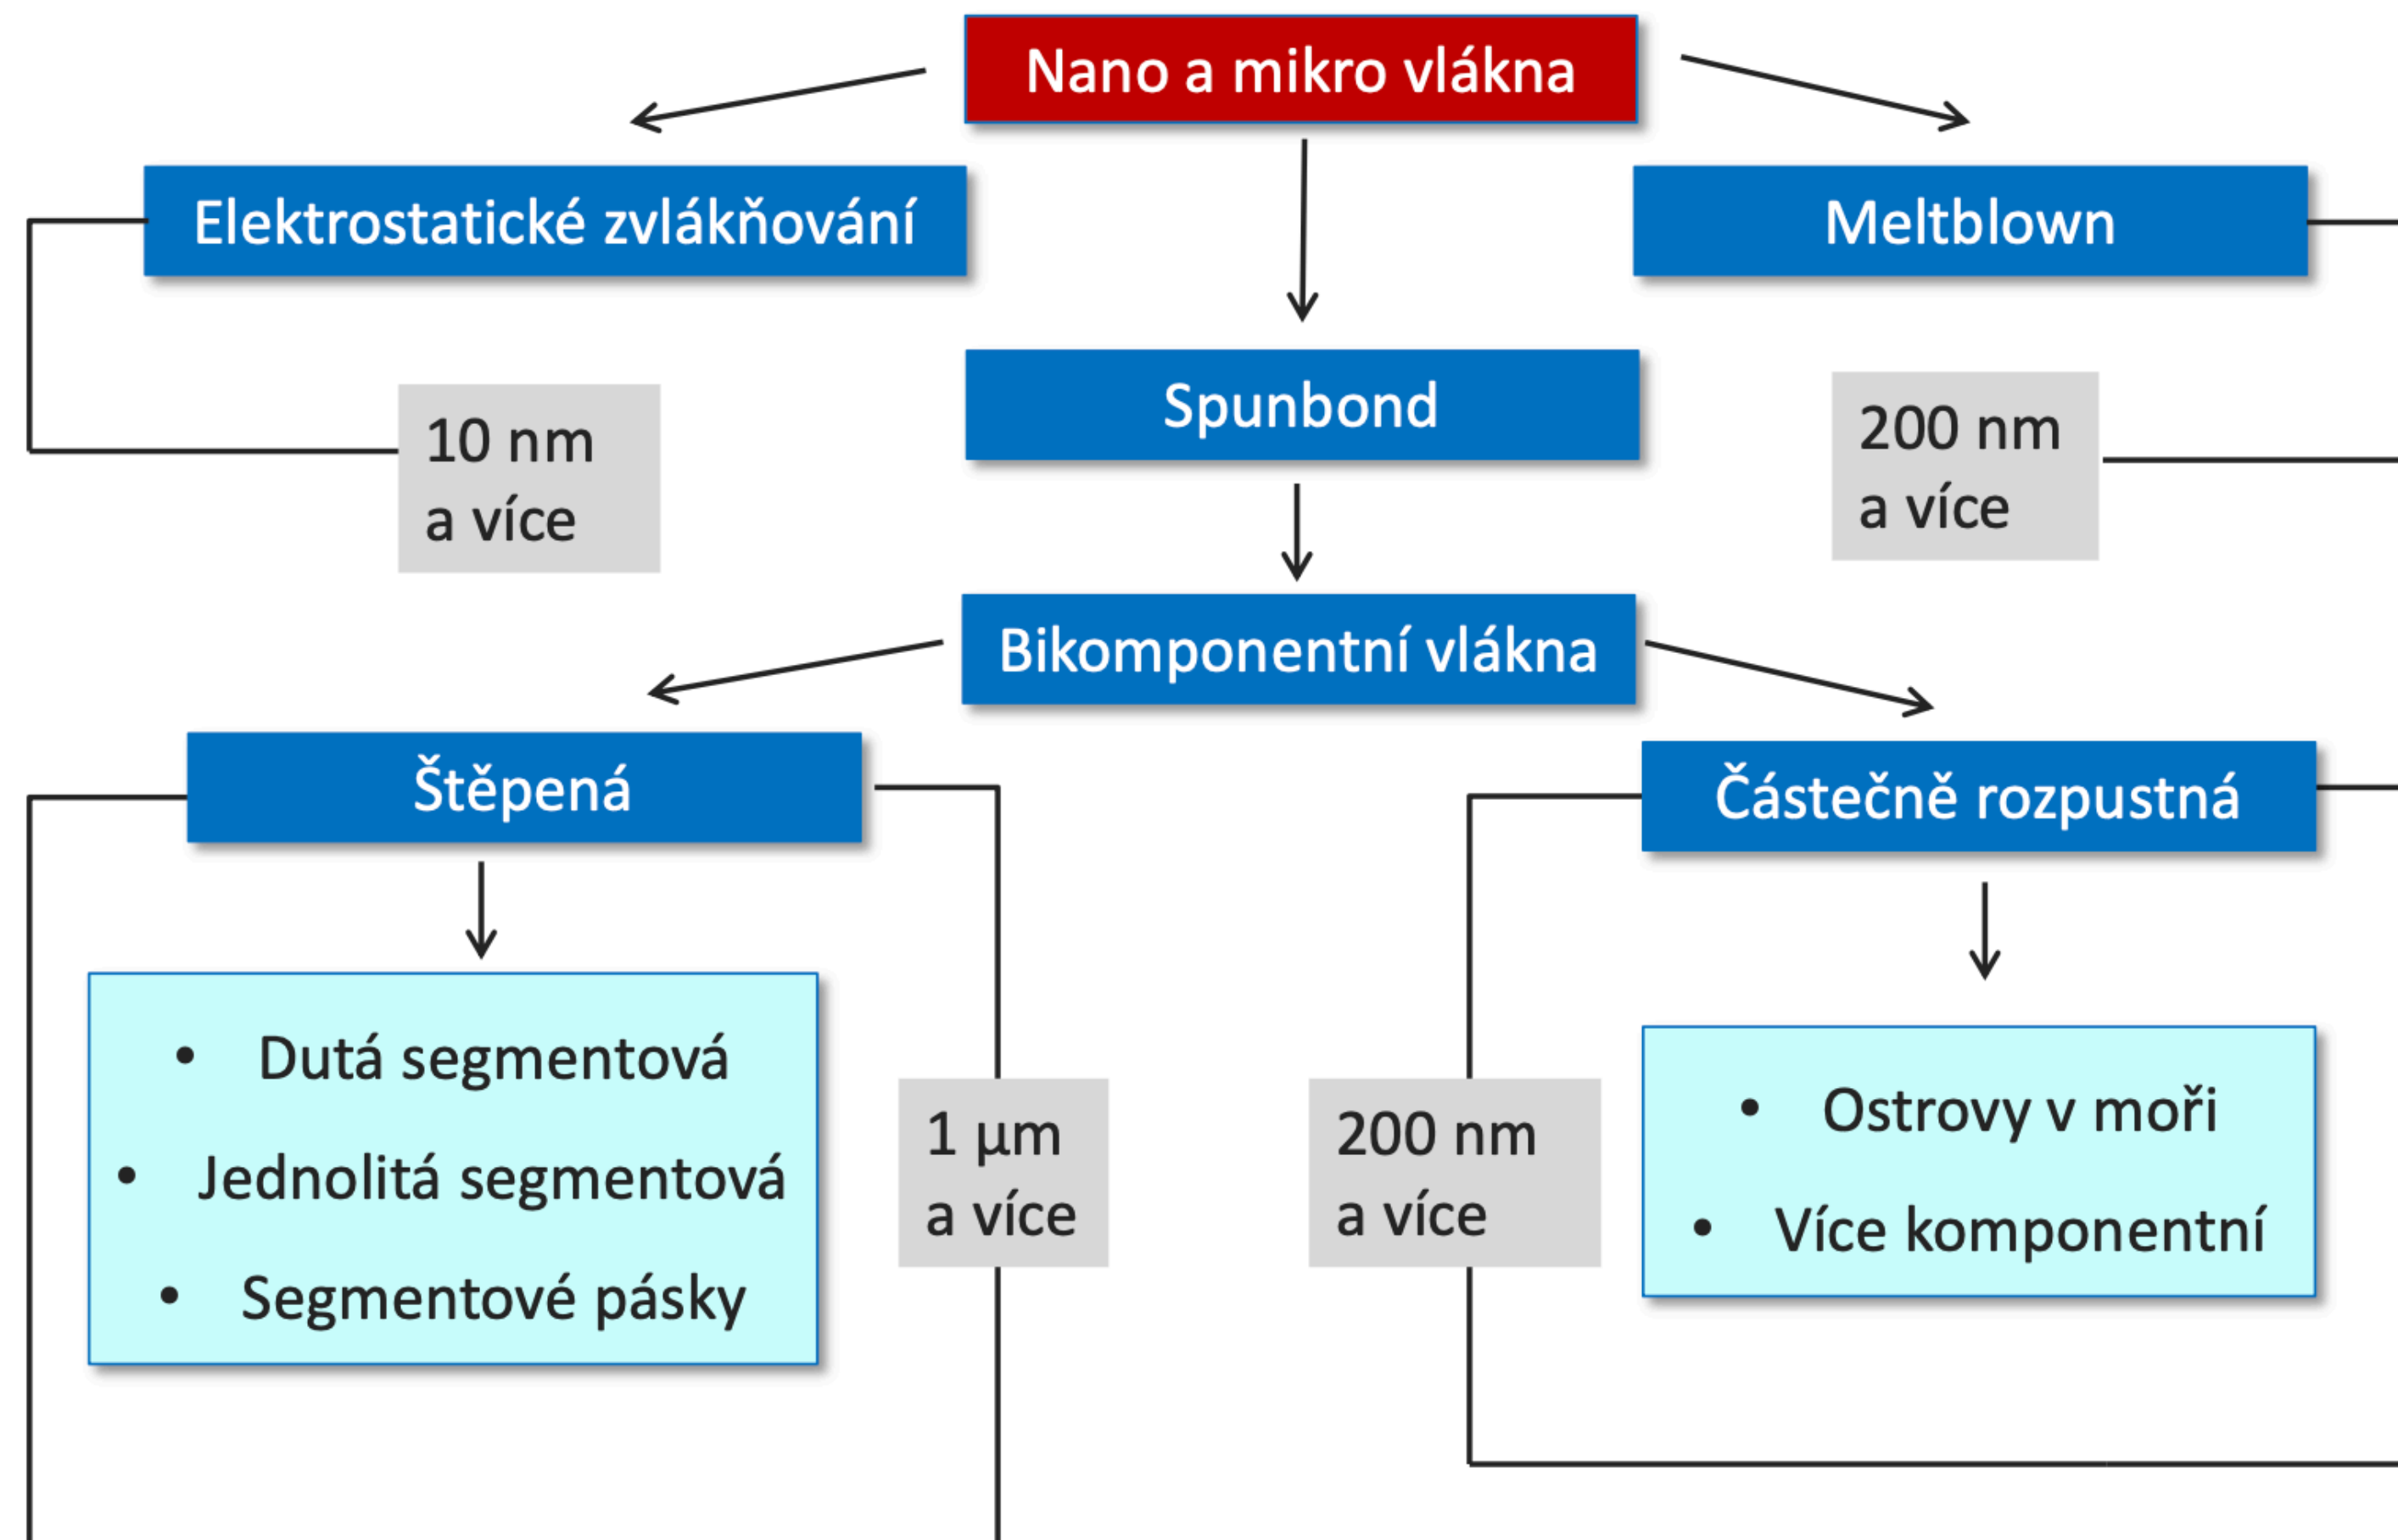 Nano a mikro vlákna
Elektrostatické zvlákňování
Meltblown
Spunbond
10 nm
a více
200 nm
a více
Bikomponentní vlákna
Štěpená
Částečně rozpustná
• Dutá segmentová
• Jednolitá segmentová
• Segmentové pásky
1 µm
a více
200 nm
a více
• Ostrovy v moři
• Více komponentní